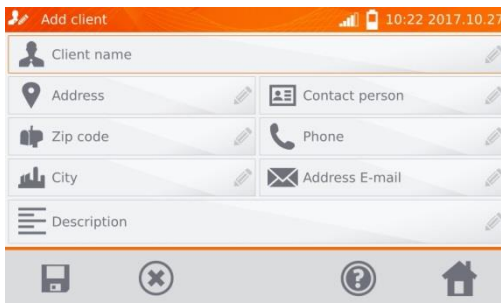 Add client 10:22 2017.10.27
Client name
Address Contact person
Zip code Phone
City Address E-mail
Description